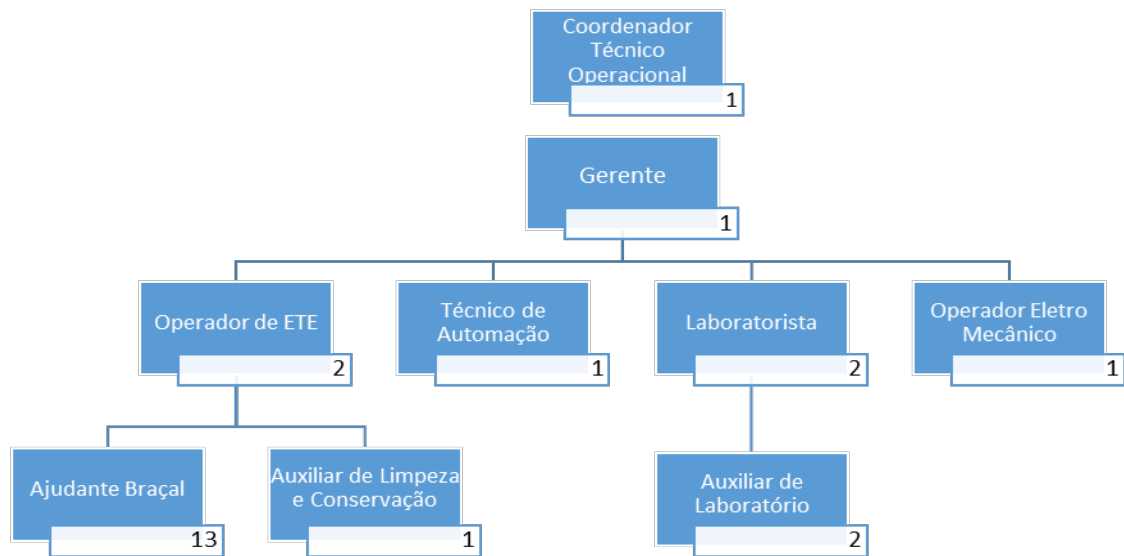 Coordenador
Técnico
Operacional
1
Gerente
1
Operador de ETE
2
Técnico de
Automação
1
Laboratorista
2
Operador Eletro
Mecânico
1
Ajudante Braçal
13
Auxiliar de Limpeza
e Conservação
1
Auxiliar de
Laboratório
2